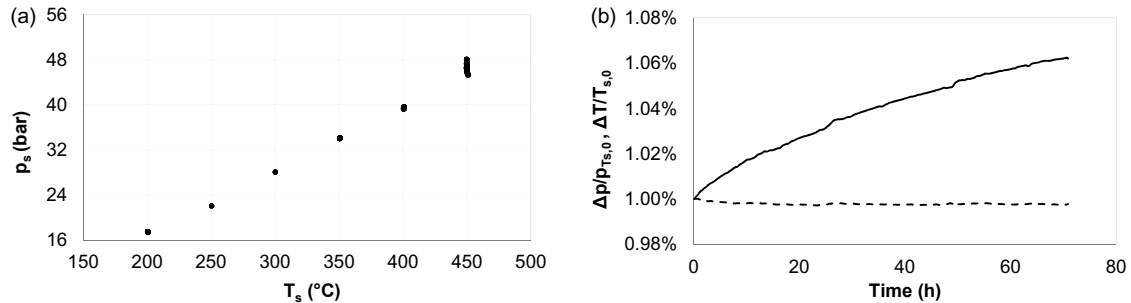 (a)
56
48
40
32
24
16
p_s (bar)
150 200 250 300 350 400 450 500
T_s (°C)
(b)
1.08%
1.06%
1.04%
1.02%
1.00%
0.98%
Δp/p_Ts,0 , ΔT/T_s,0
0 20 40 60 80
Time (h)